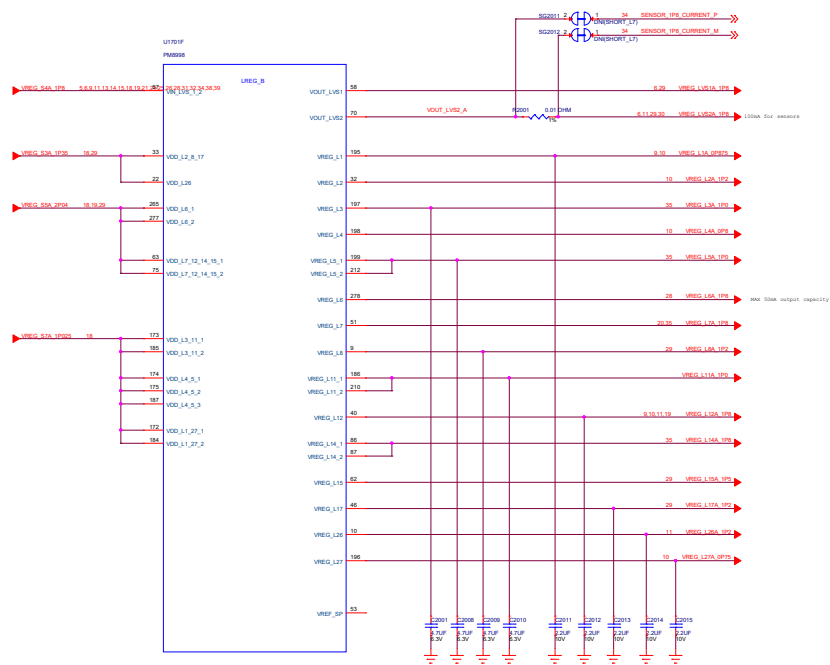 SG2011 2 1 34 SENSOR_1P8_CURRENT_P
DNI(SHORT_L7)
SG2012 2 1 34 SENSOR_1P8_CURRENT_M
DNI(SHORT_L7)
U1701F
PM8998
LREG_B
VREG_S4A_1P8
VIN_LVS_1_2
VOUT_LVS1 58 6,29 VREG_LVS1A_1P8
VOUT_LVS2 70 VOUT_LVS2_A R2001 0.01 OHM 6,11,29,30 VREG_LVS2A_1P8 100mA for sensors
1%
VREG_S3A_1P35 16,29 33 VDD_L2_8_17
VREG_L1 195 9,10 VREG_L1A_0P875
22 VDD_L26
VREG_L2 32 10 VREG_L2A_1P2
VREG_S5A_2P04 18,19,29 265 VDD_L6_1
VREG_L3 197 35 VREG_L3A_1P0
277 VDD_L6_2
VREG_L4 198 10 VREG_L4A_0P8
63 VDD_L7_12_14_15_1
VREG_L5_1 199 35 VREG_L5A_1P0
75 VDD_L7_12_14_15_2
VREG_L5_2 212
VREG_L6 278 28 VREG_L6A_1P8 MAX 50mA output capacity
VREG_L7 51 20,35 VREG_L7A_1P8
VREG_S7A_1P025 18 173 VDD_L3_11_1
185 VDD_L3_11_2
VREG_L8 9 29 VREG_L8A_1P2
174 VDD_L4_5_1
VREG_L11_1 186 VREG_L11A_1P0
175 VDD_L4_5_2
VREG_L11_2 210
187 VDD_L4_5_3
VREG_L12 40 9,10,11,19 VREG_L12A_1P8
172 VDD_L1_27_1
184 VDD_L1_27_2
VREG_L14_1 86 35 VREG_L14A_1P8
VREG_L14_2 87
VREG_L15 62 29 VREG_L15A_1P8
VREG_L17 46 29 VREG_L17A_1P2
VREG_L26 10 11 VREG_L26A_1P2
VREG_L27 196 10 VREG_L27A_0P75
VREF_SP 53
C2001 C2008 C2009 C2010 C2011 C2012 C2013 C2014 C2015
4.7UF 4.7UF 4.7UF 4.7UF 2.2UF 2.2UF 2.2UF 2.2UF 2.2UF
6.3V 6.3V 6.3V 6.3V 10V 10V 10V 10V 10V